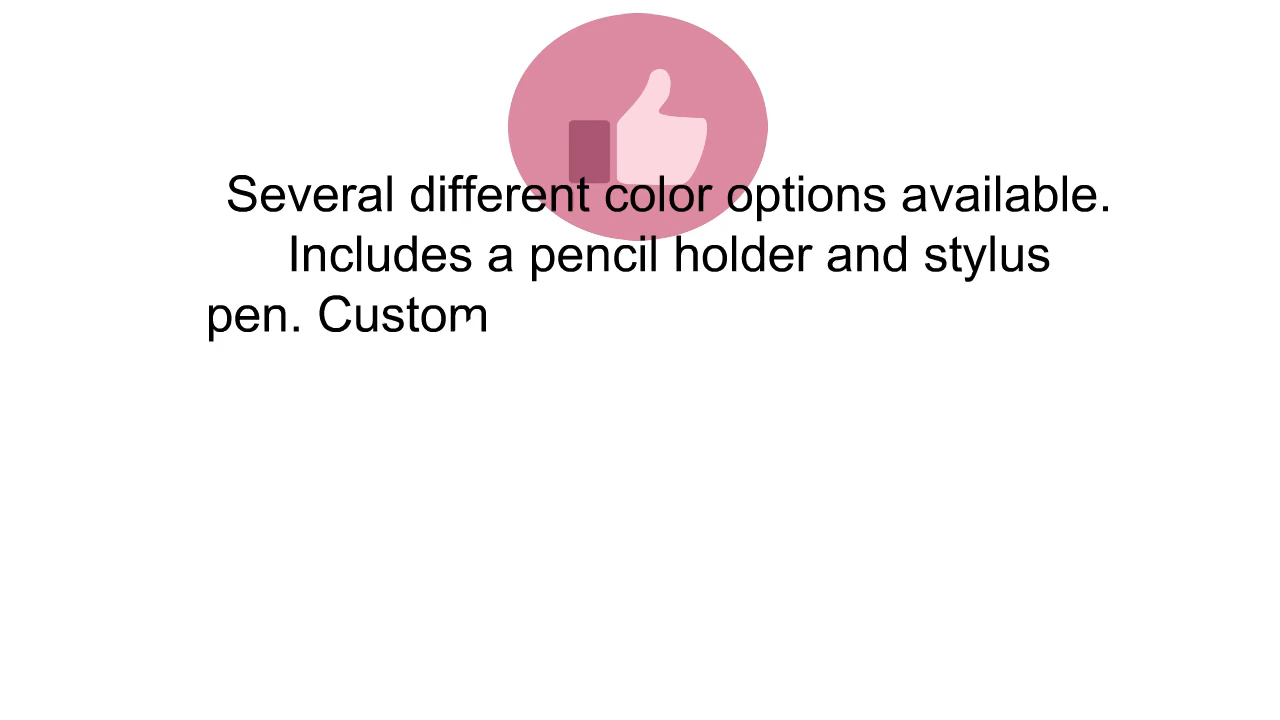 Several different color options available.
Includes a pencil holder and stylus
pen. Custom